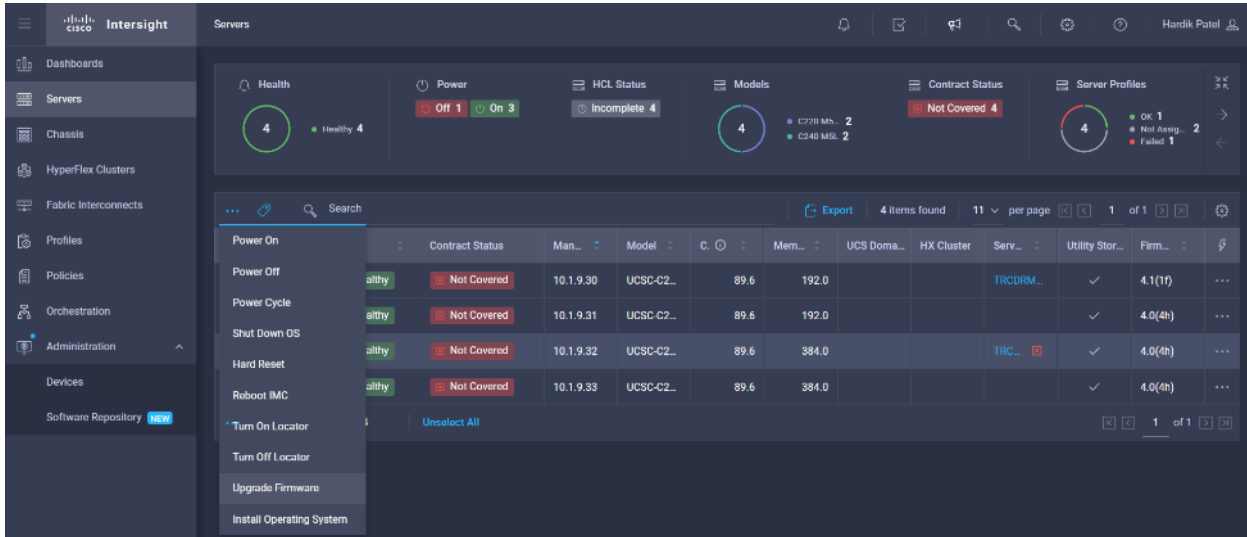 cisco Intersight Servers Hardik Patel
Dashboards
Servers
Chassis
HyperFlex Clusters
Fabric Interconnects
Profiles
Policies
Orchestration
Administration
Devices
Software Repository NEW
Health
4
Healthy 4
Power
Off 1 On 3
HCL Status
Incomplete 4
Models
4
C220 M5... 2
C240 M5L 2
Contract Status
Not Covered 4
Server Profiles
4
OK 1
Not Assig... 2
Failed 1
... Search Export 4 items found 11 per page 1 of 1
Contract Status Man... Model C. Mem... UCS Doma... HX Cluster Serv... Utility Stor... Firm...
althy Not Covered 10.1.9.30 UCSC-C2... 89.6 192.0 TRCDRM... 4.1(1f) ...
althy Not Covered 10.1.9.31 UCSC-C2... 89.6 192.0 4.0(4h) ...
althy Not Covered 10.1.9.32 UCSC-C2... 89.6 384.0 TRC... 4.0(4h) ...
althy Not Covered 10.1.9.33 UCSC-C2... 89.6 384.0 4.0(4h) ...
Unselect All 1 of 1
Power On
Power Off
Power Cycle
Shut Down OS
Hard Reset
Reboot IMC
Turn On Locator
Turn Off Locator
Upgrade Firmware
Install Operating System